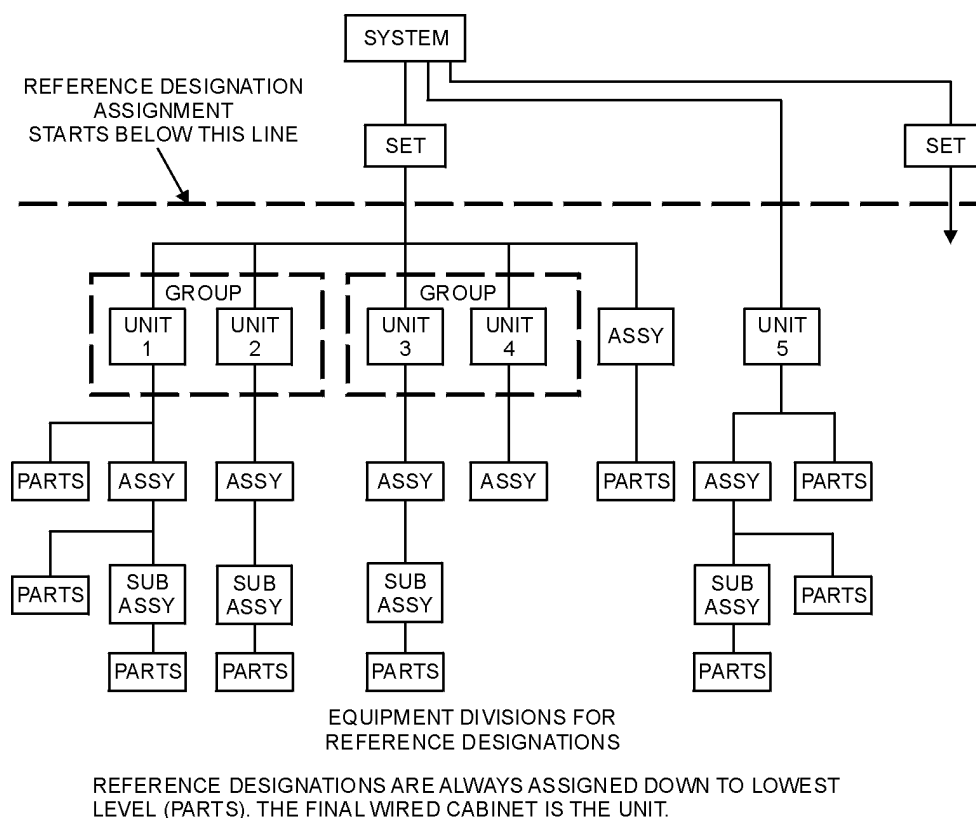 SYSTEM
REFERENCE DESIGNATION
ASSIGNMENT
STARTS BELOW THIS LINE
SET
SET
GROUP
GROUP
UNIT
1
UNIT
2
UNIT
3
UNIT
4
ASSY
UNIT
5
PARTS
ASSY
ASSY
ASSY
ASSY
PARTS
ASSY
PARTS
PARTS
SUB
ASSY
SUB
ASSY
SUB
ASSY
SUB
ASSY
PARTS
PARTS
PARTS
PARTS
PARTS
EQUIPMENT DIVISIONS FOR
REFERENCE DESIGNATIONS
REFERENCE DESIGNATIONS ARE ALWAYS ASSIGNED DOWN TO LOWEST
LEVEL (PARTS). THE FINAL WIRED CABINET IS THE UNIT.